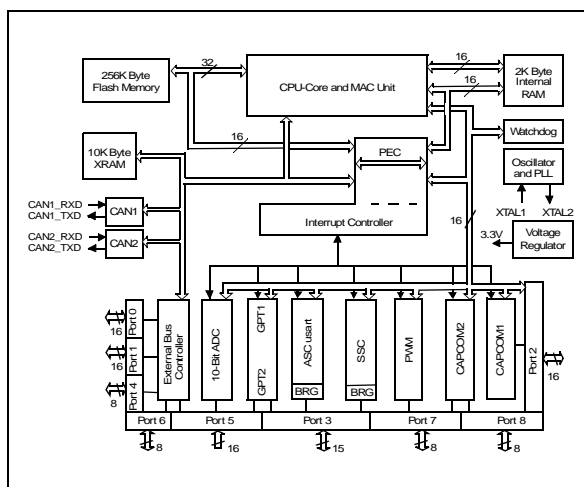 256K Byte
Flash Memory
32
CPU-Core and MAC Unit
16
2K Byte
Internal
RAM
16
16
Watchdog
10K Byte
XRAM
PEC
Oscillator
and PLL
CAN1_RXD
CAN1_TXD
CAN1
CAN2_RXD
CAN2_TXD
CAN2
Interrupt Controller
16
XTAL1
XTAL2
3.3V
Voltage
Regulator
Port 0
16
Port 1
16
Port 4
8
External Bus
Controller
10-Bit ADC
GPT1
GPT2
ASC usart
BRG
SSC
BRG
PWM
CAPCOM2
CAPCOM1
Port 2
16
Port 6
Port 5
Port 3
Port 7
Port 8
8
16
15
8
8